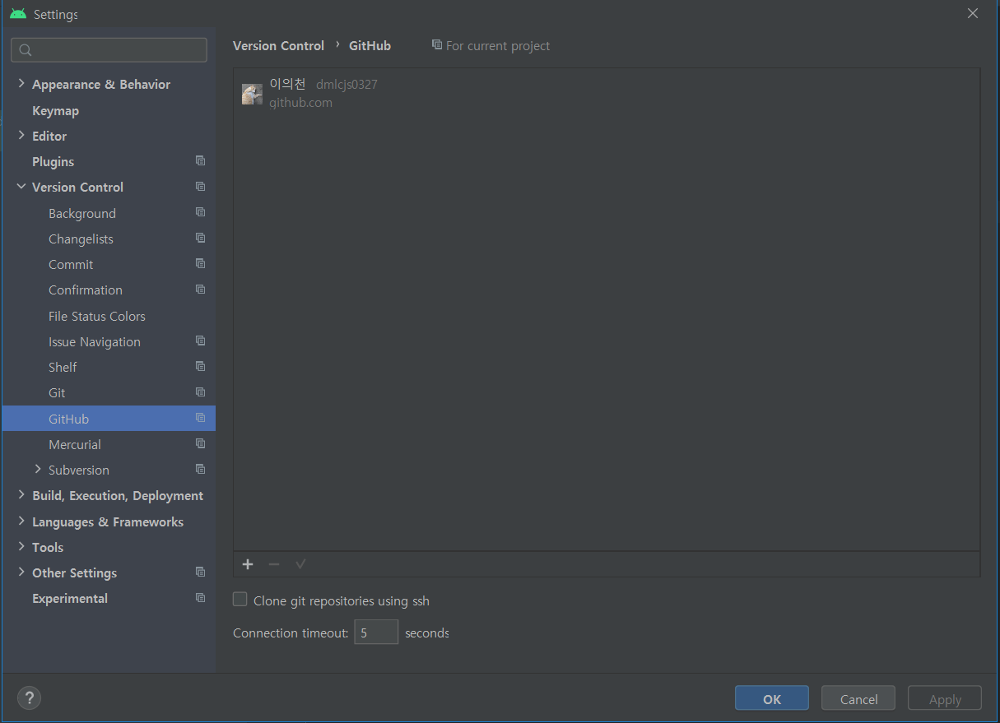 Settings
Version Control › GitHub For current project
Appearance & Behavior
Keymap
Editor
Plugins
Version Control
Background
Changelists
Commit
Confirmation
File Status Colors
Issue Navigation
Shelf
Git
GitHub
Mercurial
Subversion
Build, Execution, Deployment
Languages & Frameworks
Tools
Other Settings
Experimental
이의천 dmlcjs0327
github.com
Clone git repositories using ssh
Connection timeout: 5 seconds
?
OK Cancel Apply